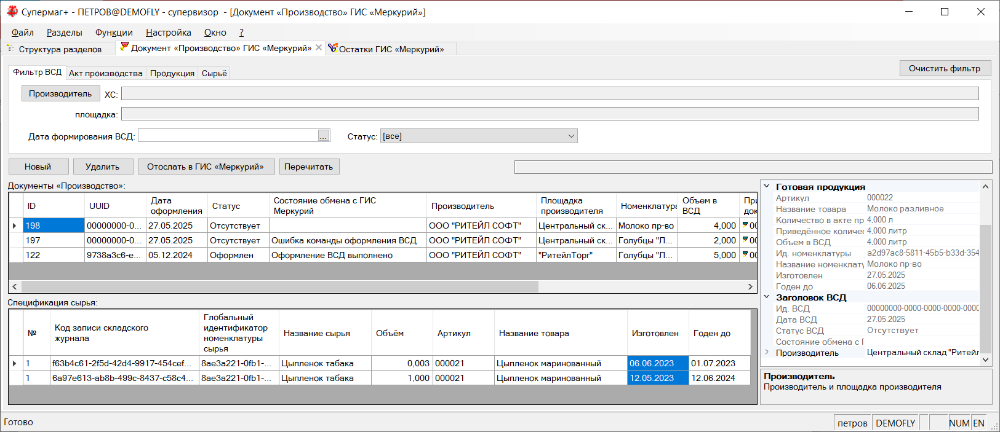 Супермаг+ - ПЕТРОВ@DEMOFLY - супервизор - [Документ «Производство» ГИС «Меркурий»]
Файл Разделы Функции Настройка Окно ?
Структура разделов Документ «Производство» ГИС «Меркурий» Остатки ГИС «Меркурий»
Очистить фильтр
Фильтр ВСД Акт производства Продукция Сырьё
Производитель ХС:
площадка:
Дата формирования ВСД: ... Статус: [все]
Новый Удалить Отослать в ГИС «Меркурий» Перечитать
Документы «Производство»:
ID UUID Дата оформления Статус Состояние обмена с ГИС Меркурий Производитель Площадка производителя Номенклатура Объем в ВСД При док
198 00000000-0... 27.05.2025 Отсутствует ООО "РИТЕЙЛ СОФТ" Центральный ск... Молоко пр-во 4,000 00
197 00000000-0... 27.05.2025 Отсутствует Ошибка команды оформления ВСД ООО "РИТЕЙЛ СОФТ" Центральный ск... Голубцы "Л... 2,000 00
122 9738a3c6-e... 05.12.2024 Оформлен Оформление ВСД выполнено ООО "РИТЕЙЛ СОФТ" "РитейлТорг" Голубцы "Л... 5,000 00
Спецификация сырья:
№ Код записи складского журнала Глобальный идентификатор номенклатуры сырья Название сырья Объём Артикул Название товара Изготовлен Годен до
1 f63b4c61-2f5d-42d4-9917-454cef... 8ae3a221-0fb1-... Цыпленок табака 0,003 000021 Цыпленок маринованный 06.06.2023 01.07.2023
1 6a97e613-ab8b-499c-8437-c58c4... 8ae3a221-0fb1-... Цыпленок табака 1,000 000021 Цыпленок маринованный 12.05.2023 12.06.2024
Готовая продукция
Артикул 000022
Название товара Молоко разливное
Количество в акте пр 4,000 л
Приведённое количес 4,000 литр
Объем в ВСД 4,000 литр
Ид. номенклатуры a2d97ac8-5811-45b5-b33d-354
Название номенклату Молоко пр-во
Изготовлен 27.05.2025
Годен до 06.06.2025
Заголовок ВСД
Ид. ВСД 00000000-0000-0000-0000-0000
Дата ВСД 27.05.2025
Статус ВСД Отсутствует
Состояние обмена с Г
Производитель Центральный склад "Ритейл
Производитель
Производитель и площадка производителя
Готово петров DEMOFLY NUM EN